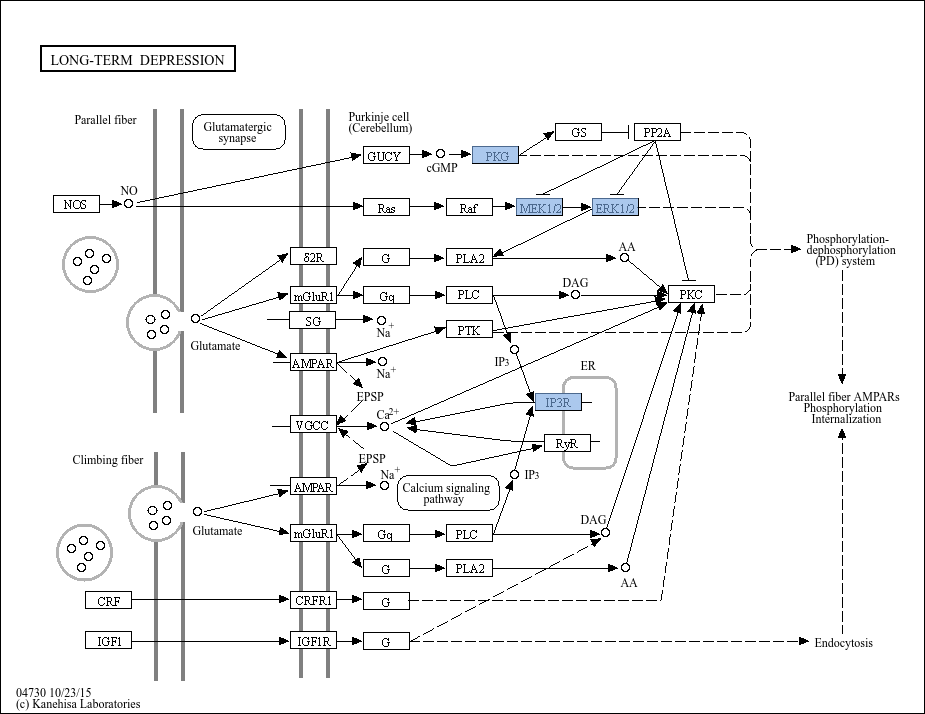 LONG-TERM DEPRESSION
Parallel fiber
Glutamatergic
synapse
Purkinje cell
(Cerebellum)
GS
PP2A
GUCY
cGMP
PKG
NOS
NO
Ras
Raf
MEK1/2
ERK1/2
δ2R
G
PLA2
AA
Phosphorylation-
dephosphorylation
(PD) system
mGluR1
Gq
PLC
DAG
PKC
SG
Na+
PTK
Glutamate
AMPAR
Na+
IP3
ER
EPSP
IP3R
Parallel fiber AMPARs
Phosphorylation
Internalization
VGCC
Ca2+
RyR
Climbing fiber
EPSP
AMPAR
Na+
IP3
Calcium signaling
pathway
Glutamate
mGluR1
Gq
PLC
DAG
G
PLA2
AA
CRF
CRFR1
G
IGF1
IGF1R
G
Endocytosis
04730 10/23/15
(c) Kanehisa Laboratories